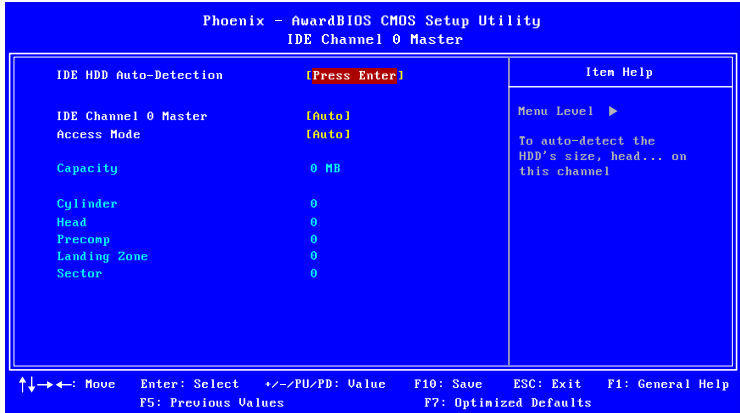 Phoenix - AwardBIOS CMOS Setup Utility
IDE Channel 0 Master
IDE HDD Auto-Detection [Press Enter]
Item Help
IDE Channel 0 Master [Auto]
Access Mode [Auto]
Capacity 0 MB
Cylinder 0
Head 0
Precomp 0
Landing Zone 0
Sector 0
Menu Level ▶
To auto-detect the
HDD's size, head... on
this channel
↑↓→←: Move Enter: Select +/-/PU/PD: Value F10: Save ESC: Exit F1: General Help
F5: Previous Values F7: Optimized Defaults